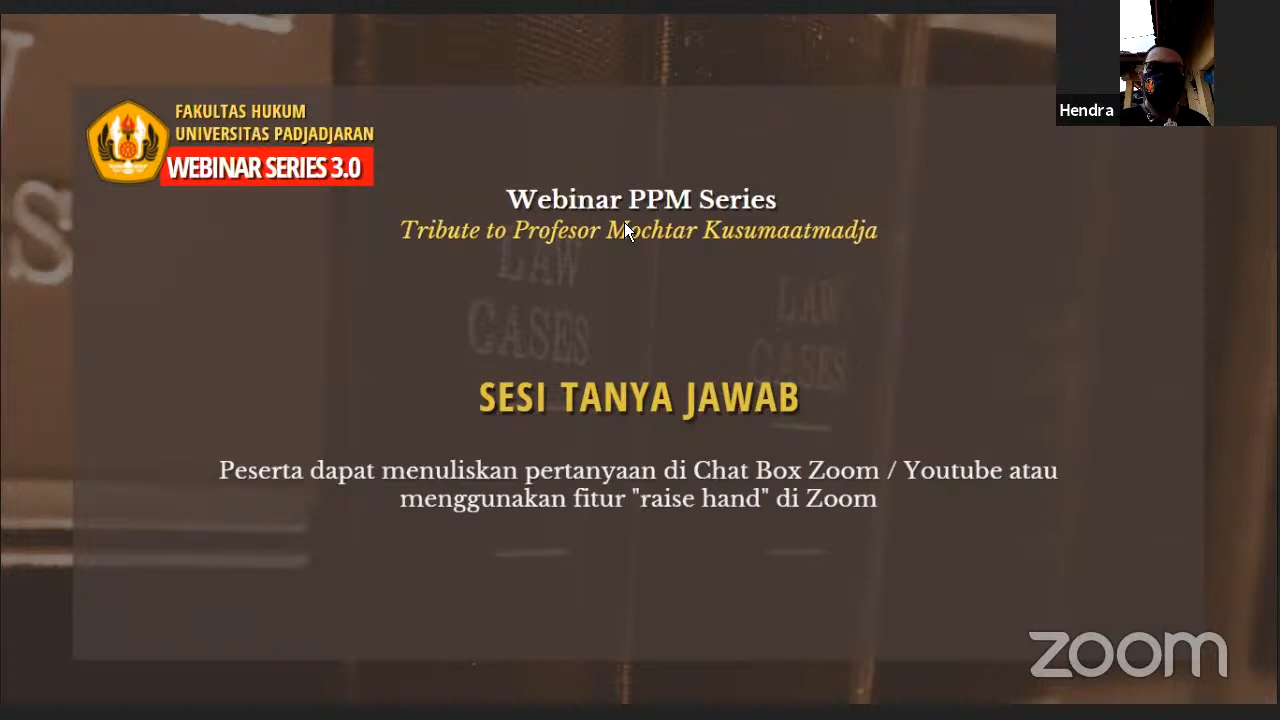 FAKULTAS HUKUM
UNIVERSITAS PADJADJARAN
WEBINAR SERIES 3.0
Hendra
Webinar PPM Series
Tribute to Profesor Mochtar Kusumaatmadja
LAW
CASES
LAW
CASES
SESI TANYA JAWAB
Peserta dapat menuliskan pertanyaan di Chat Box Zoom / Youtube atau
menggunakan fitur "raise hand" di Zoom
zoom